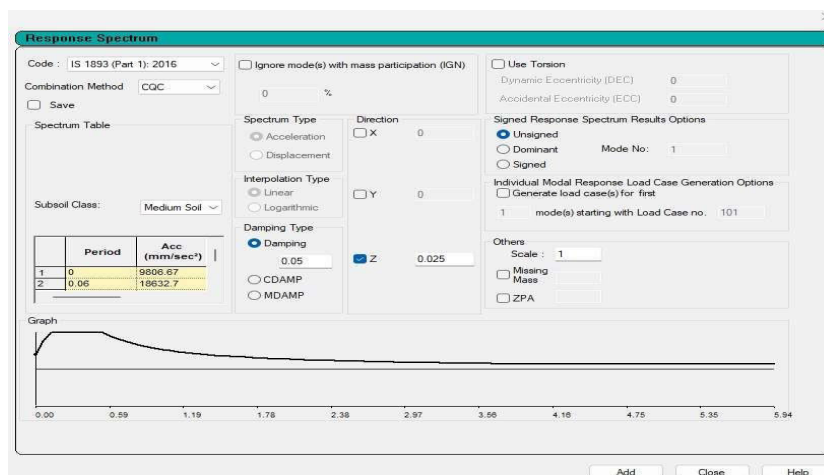 Response Spectrum
Code : IS 1893 (Part 1): 2016
Combination Method CQC
Save
Spectrum Table
Subsoil Class: Medium Soil
Period Acc (mm/sec²)
1 0 9806.67
2 0.06 18632.7
Ignore mode(s) with mass participation (IGN)
0 %
Spectrum Type
Acceleration
Displacement
Interpolation Type
Linear
Logarithmic
Damping Type
Damping
0.05
CDAMP
MDAMP
Direction
X 0
Y 0
Z 0.025
Use Torsion
Dynamic Eccentricity (DEC) 0
Accidental Eccentricity (ECC) 0
Signed Response Spectrum Results Options
Unsigned
Dominant Mode No: 1
Signed
Individual Modal Response Load Case Generation Options
Generate load case(s) for first
1 mode(s) starting with Load Case no. 101
Others
Scale : 1
Missing
Mass
ZPA
Graph
0.00 0.59 1.19 1.78 2.38 2.97 3.56 4.16 4.75 5.35 5.94
Add Close Help